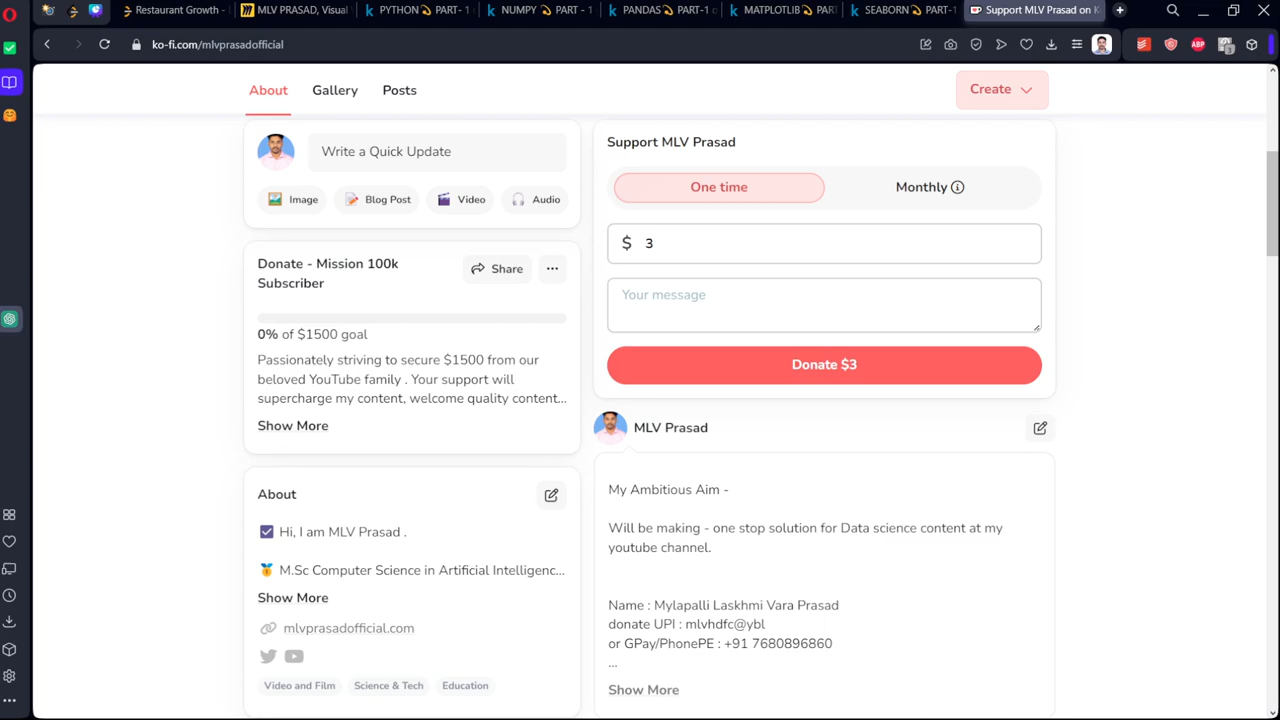 Restaurant Growth -
MLV PRASAD, Visual
PYTHON PART- 1
NUMPY PART - 1
PANDAS PART-1 o
MATPLOTLIB PART
SEABORN PART-1
Support MLV Prasad on K
ko-fi.com/mlvprasadofficial
ABP
About Gallery Posts
Create
Write a Quick Update
Image Blog Post Video Audio
Donate - Mission 100k
Subscriber
Share
0% of $1500 goal
Passionately striving to secure $1500 from our
beloved YouTube family . Your support will
supercharge my content, welcome quality content...
Show More
About
Hi, I am MLV Prasad .
M.Sc Computer Science in Artificial Intelligenc...
Show More
mlvprasadofficial.com
Video and Film Science & Tech Education
Support MLV Prasad
One time Monthly
$ 3
Your message
Donate $3
MLV Prasad
My Ambitious Aim -
Will be making - one stop solution for Data science content at my
youtube channel.
Name : Mylapalli Laskhmi Vara Prasad
donate UPI : mlvhdfc@ybl
or GPay/PhonePE : +91 7680896860
...
Show More